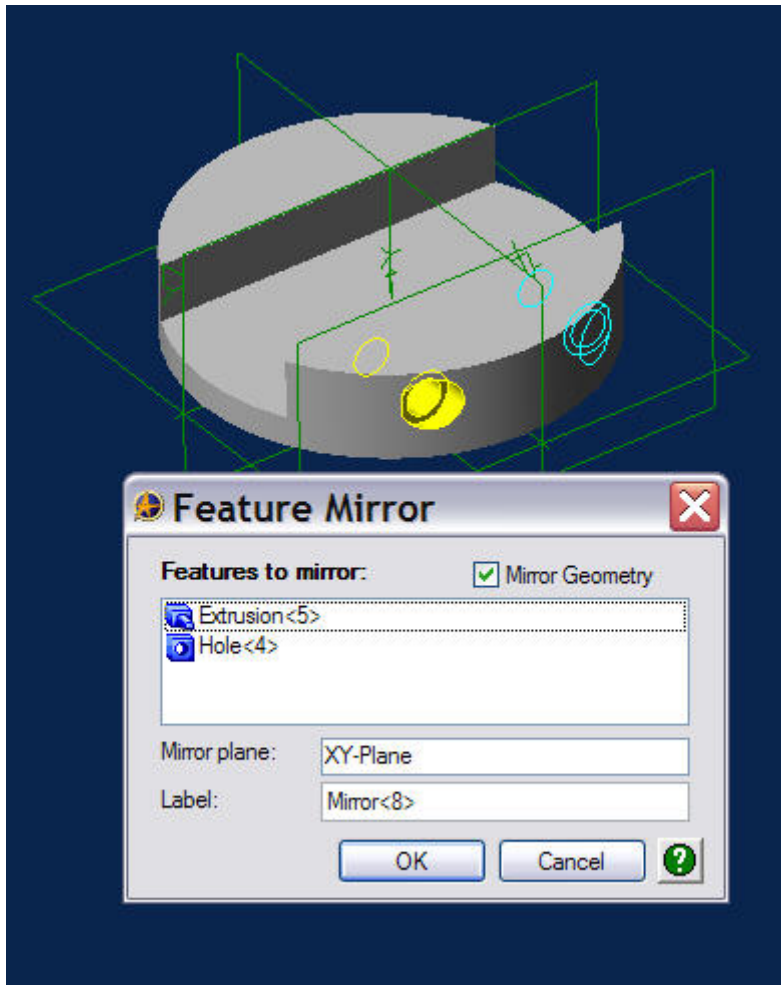 Feature Mirror
Features to mirror: Mirror Geometry
Extrusion<5>
Hole<4>
Mirror plane: XY-Plane
Label: Mirror<8>
OK Cancel ?